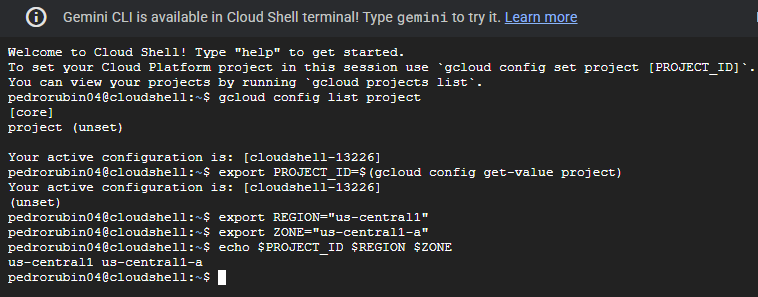 Gemini CLI is available in Cloud Shell terminal! Type gemini to try it. Learn more
Welcome to Cloud Shell! Type "help" to get started.
To set your Cloud Platform project in this session use `gcloud config set project [PROJECT_ID]`.
You can view your projects by running `gcloud projects list`.
pedrorubin04@cloudshell:~$ gcloud config list project
[core]
project (unset)

Your active configuration is: [cloudshell-13226]
pedrorubin04@cloudshell:~$ export PROJECT_ID=$(gcloud config get-value project)
Your active configuration is: [cloudshell-13226]
(unset)
pedrorubin04@cloudshell:~$ export REGION="us-central1"
pedrorubin04@cloudshell:~$ export ZONE="us-central1-a"
pedrorubin04@cloudshell:~$ echo $PROJECT_ID $REGION $ZONE
us-central1 us-central1-a
pedrorubin04@cloudshell:~$